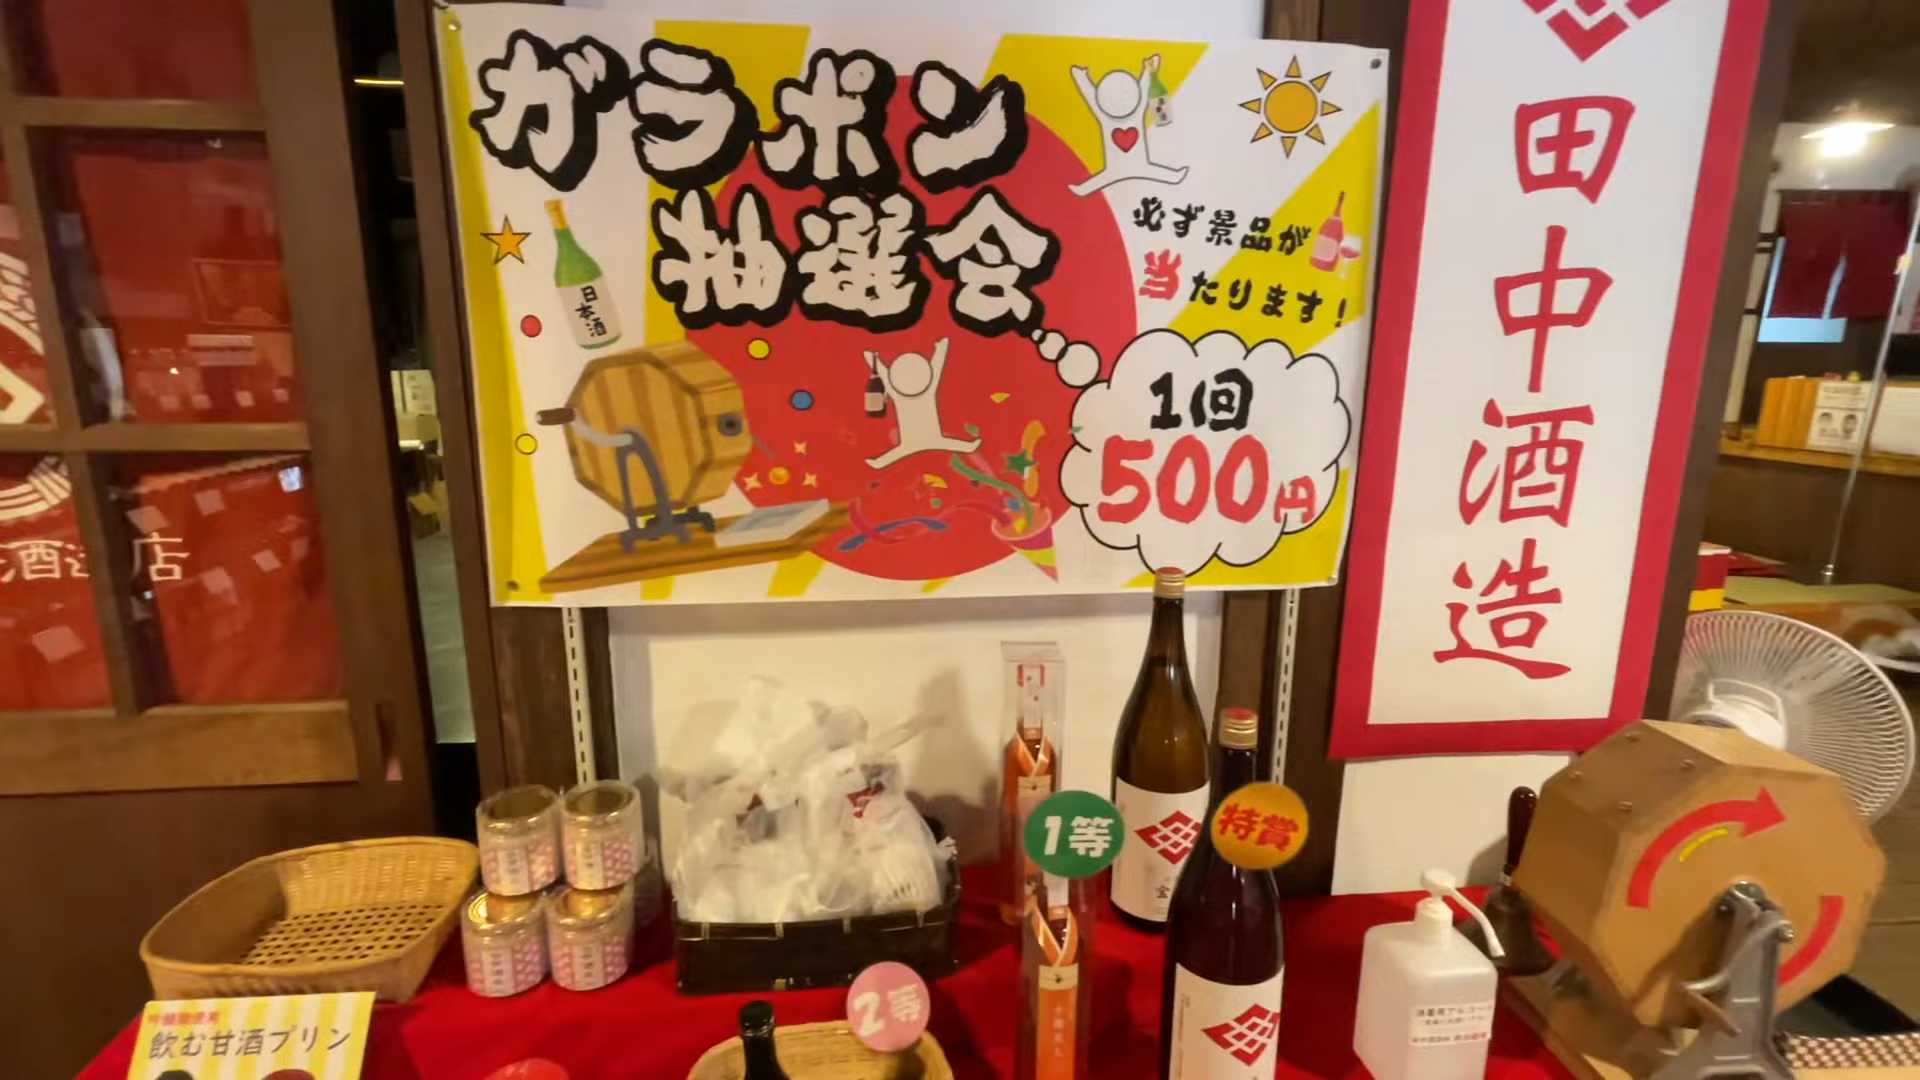 ガラポン
抽選会
必ず景品が
当たります！
日本酒
1回
500円
田中酒造
店
1等
特賞
2等
飲む甘酒プリン